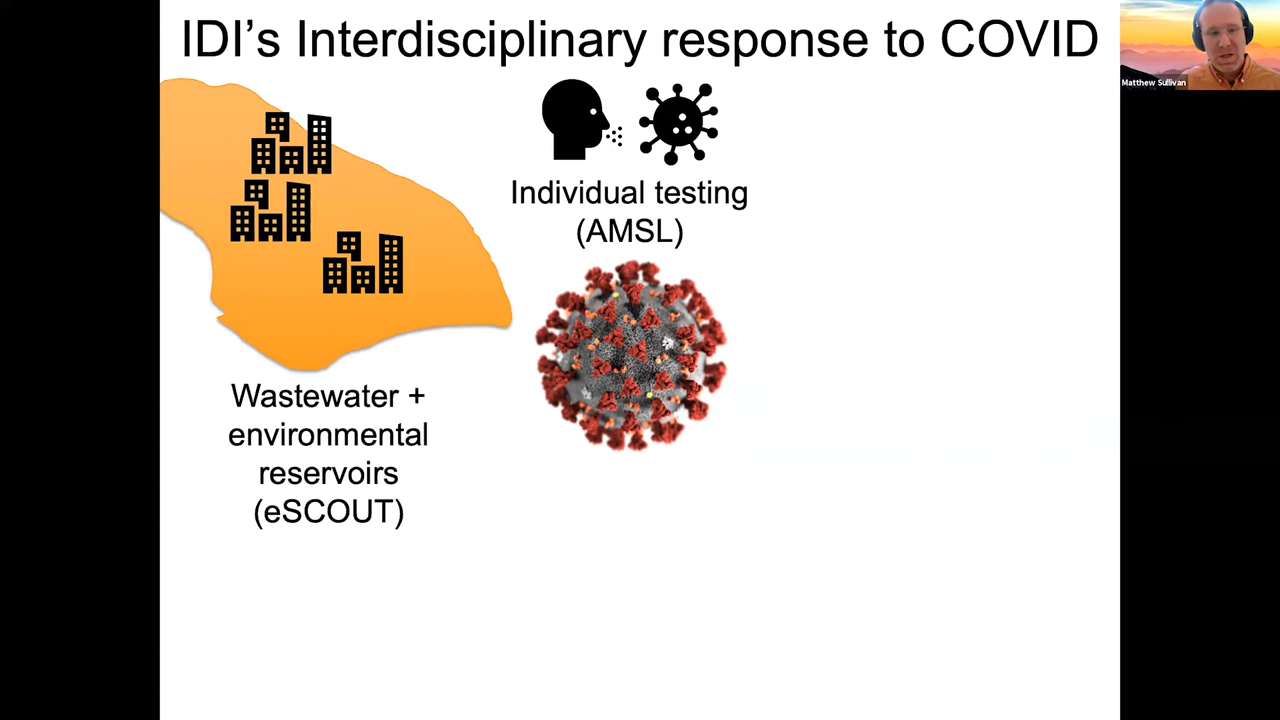 IDI's Interdisciplinary response to COVID
Matthew Sullivan
Individual testing
(AMSL)
Wastewater +
environmental
reservoirs
(eSCOUT)